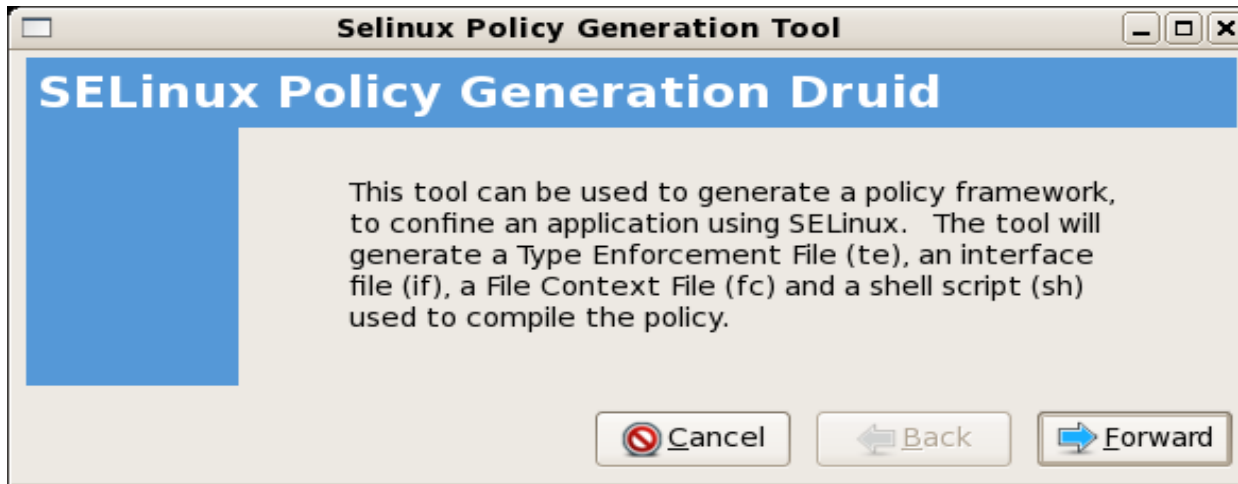 Selinux Policy Generation Tool
SELinux Policy Generation Druid
This tool can be used to generate a policy framework,
to confine an application using SELinux.   The tool will
generate a Type Enforcement File (te), an interface
file (if), a File Context File (fc) and a shell script (sh)
used to compile the policy.
Cancel
Back
Forward